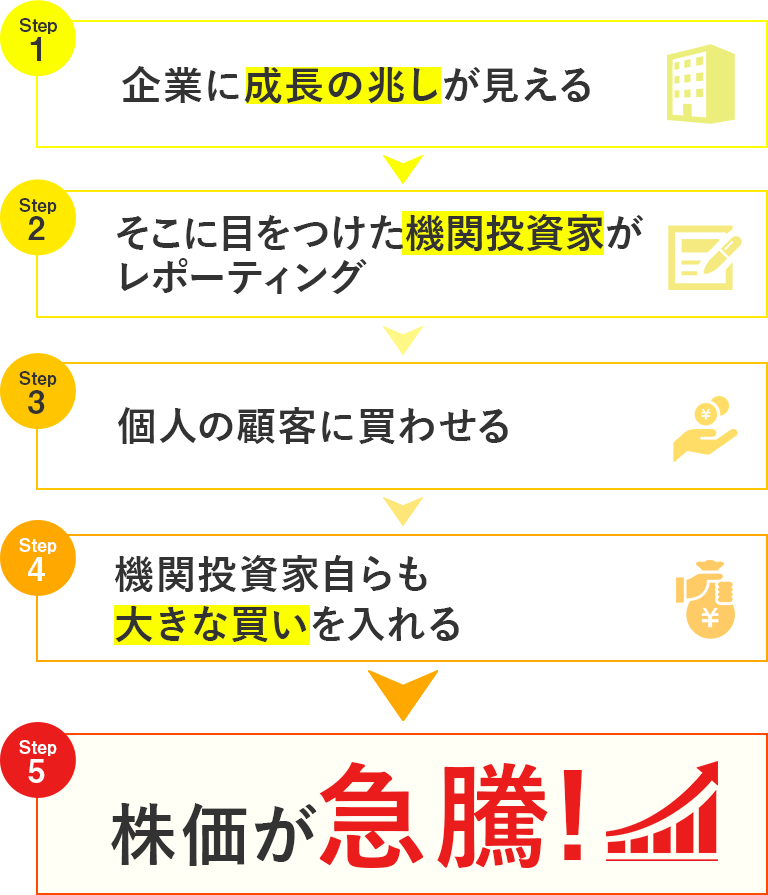 Step
1
企業に成長の兆しが見える
Step
2
そこに目をつけた機関投資家が
レポーティング
Step
3
個人の顧客に買わせる
¥
Step
4
機関投資家自らも
大きな買いを入れる
¥
Step
5
株価が急騰!